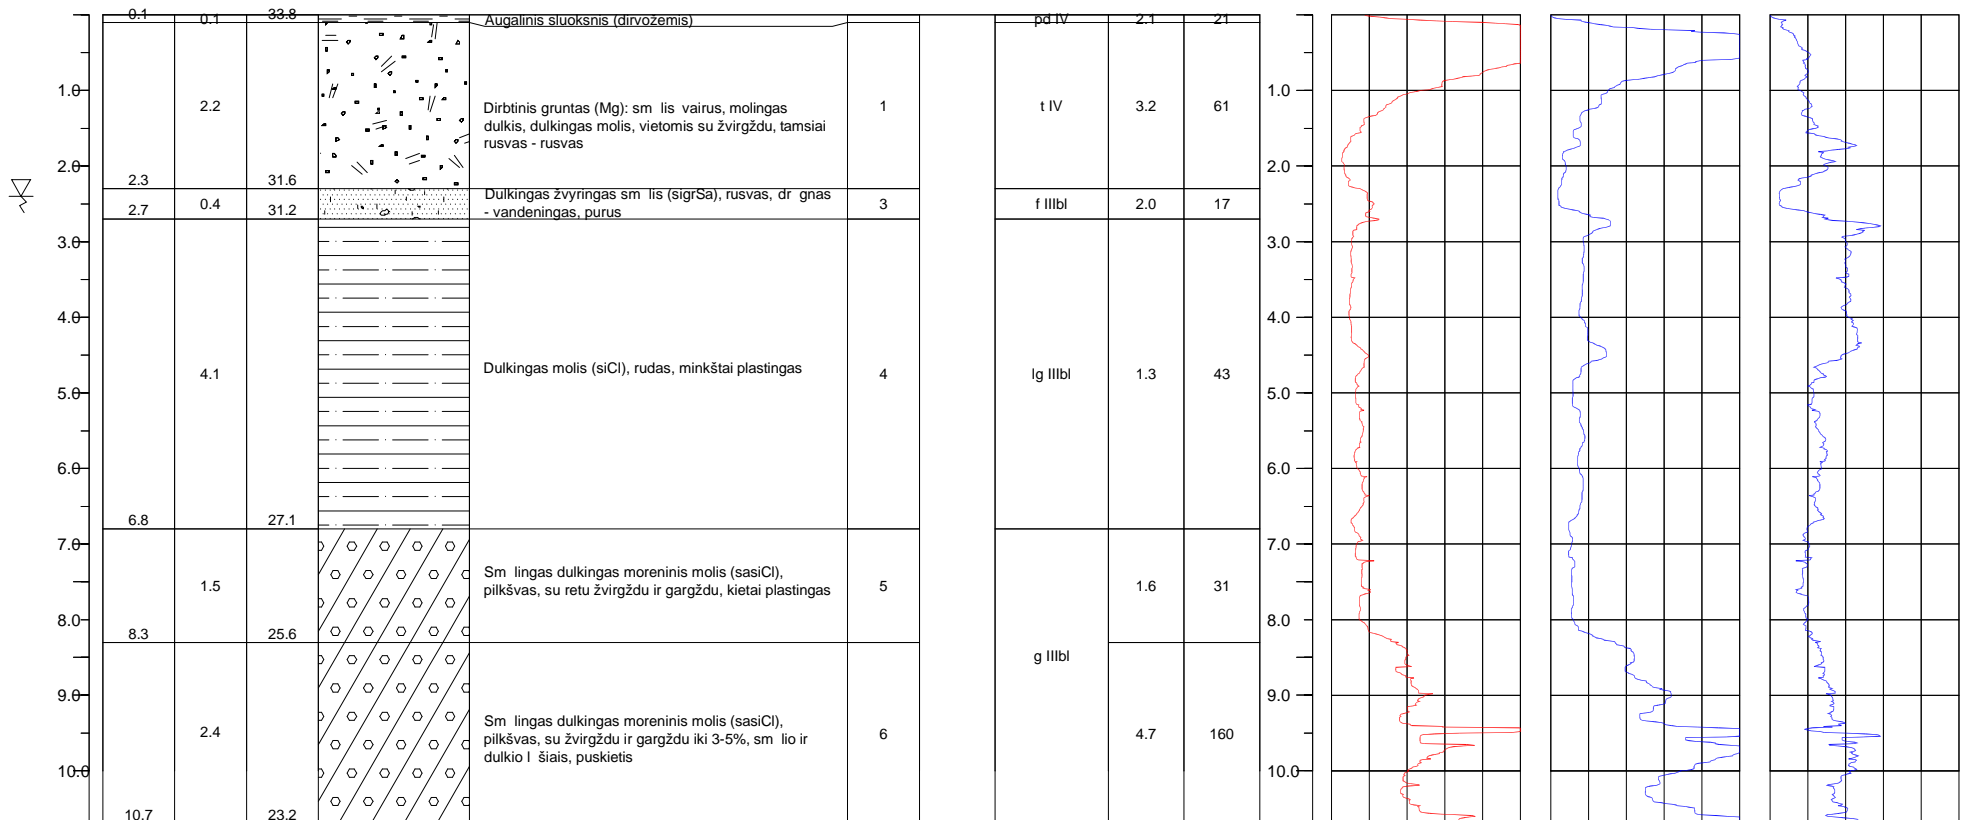 0.1 0.1 33.8 Augalinis sluoksnis (dirvožemis) pd IV 2.1 21
1.0 1.0
2.2 Dirbtinis gruntas (Mg): sm lis vairus, molingas 1 t IV 3.2 61
dulkis, dulkingas molis, vietomis su žvirgždu, tamsiai
rusvas - rusvas
2.0 2.0
2.3 31.6
Dulkingas žvyringas sm lis (sigrSa), rusvas, dr gnas
0.4 3 f IIIbl 2.0 17
2.7 31.2 - vandeningas, purus
3.0 3.0
4.0 4.0
4.1 Dulkingas molis (siCl), rudas, minkštai plastingas 4 lg IIIbl 1.3 43
5.0 5.0
6.0 6.0
6.8 27.1
7.0 7.0
Sm lingas dulkingas moreninis molis (sasiCl),
1.5 pilkšvas, su retu žvirgždu ir gargždu, kietai plastingas 5 1.6 31
8.0 8.0
8.3 25.6
g IIIbl
9.0 9.0
Sm lingas dulkingas moreninis molis (sasiCl),
2.4 pilkšvas, su žvirgždu ir gargždu iki 3-5%, sm lio ir 6 4.7 160
dulkio l šiais, puskietis
10.0 10.0
10.7 23.2